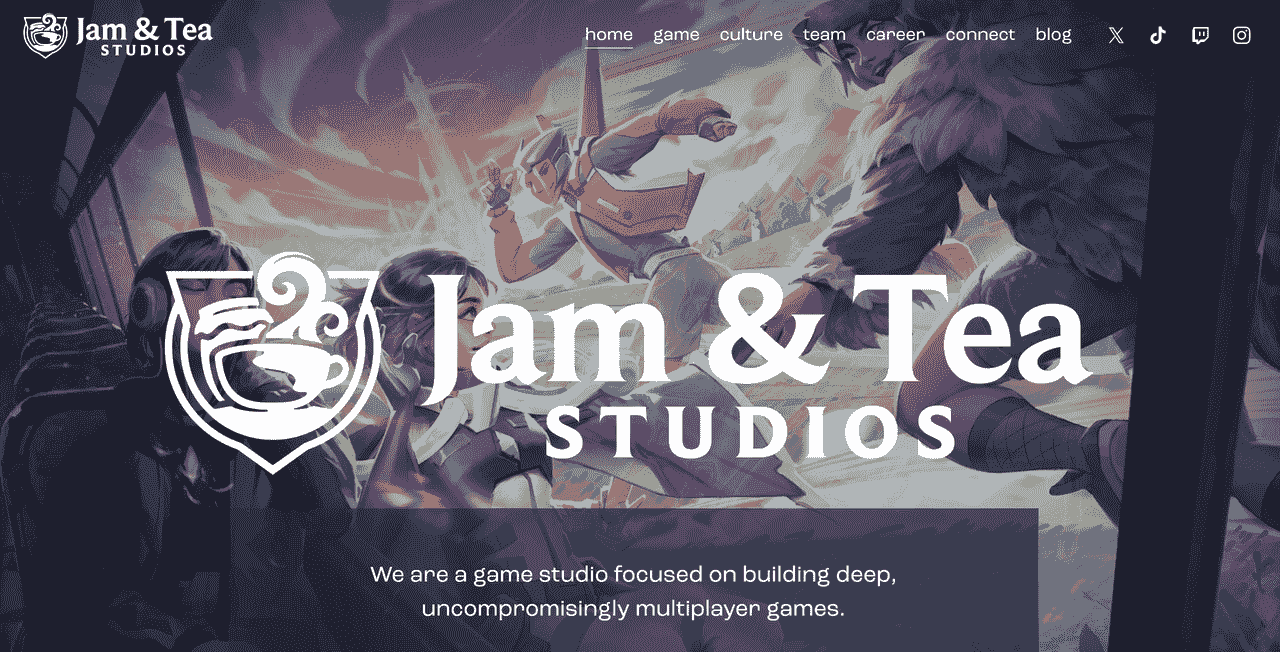 Jam & Tea
STUDIOS
home game culture team career connect blog
Jam & Tea
STUDIOS
We are a game studio focused on building deep,
uncompromisingly multiplayer games.